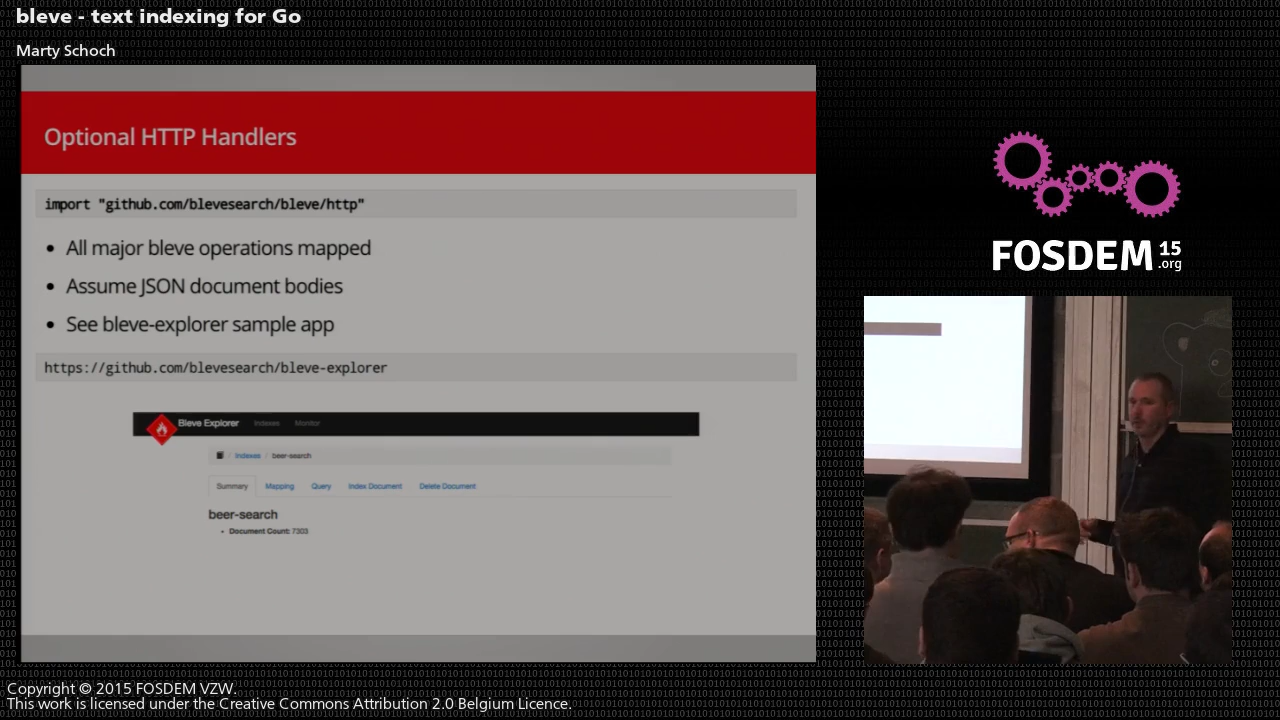 bleve - text indexing for Go
Marty Schoch
Optional HTTP Handlers
import "github.com/blevesearch/bleve/http"
• All major bleve operations mapped
• Assume JSON document bodies
• See bleve-explorer sample app
https://github.com/blevesearch/bleve-explorer
Bleve Explorer Indexes Monitor
/ Indexes / beer-search
Summary Mapping Query Index Document Delete Document
beer-search
• Document Count: 7303
FOSDEM 15
.org
Copyright © 2015 FOSDEM VZW.
This work is licensed under the Creative Commons Attribution 2.0 Belgium Licence.